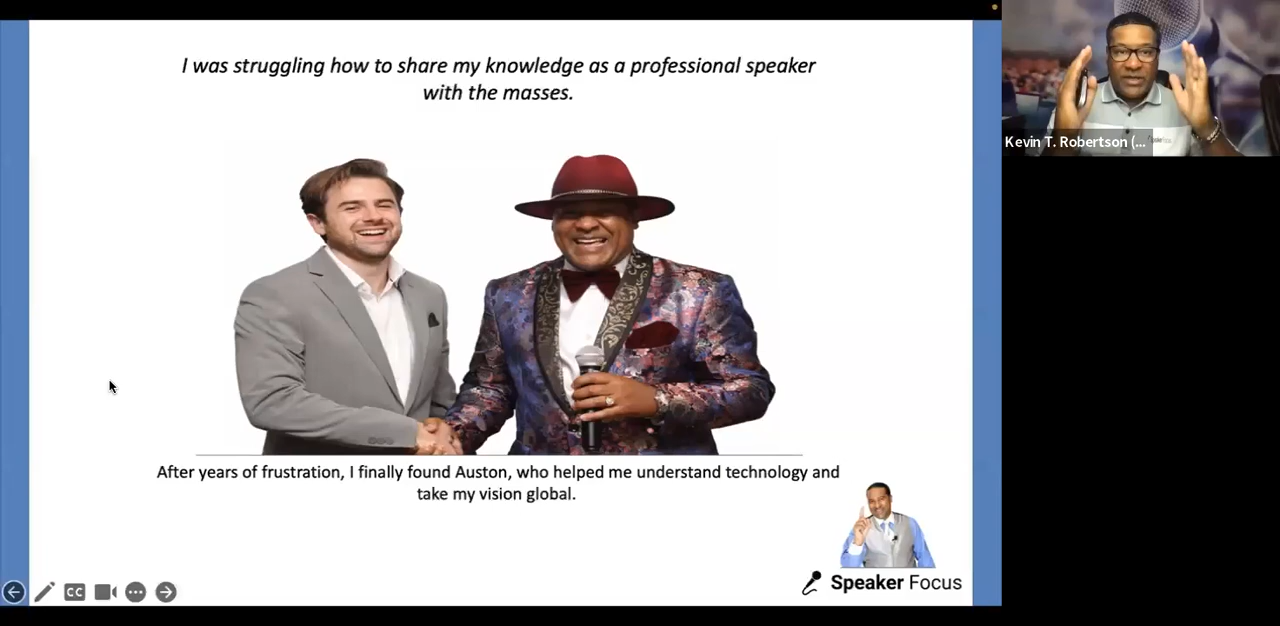 I was struggling how to share my knowledge as a professional speaker
with the masses.
Kevin T. Robertson (...
After years of frustration, I finally found Auston, who helped me understand technology and
take my vision global.
Speaker Focus
CC